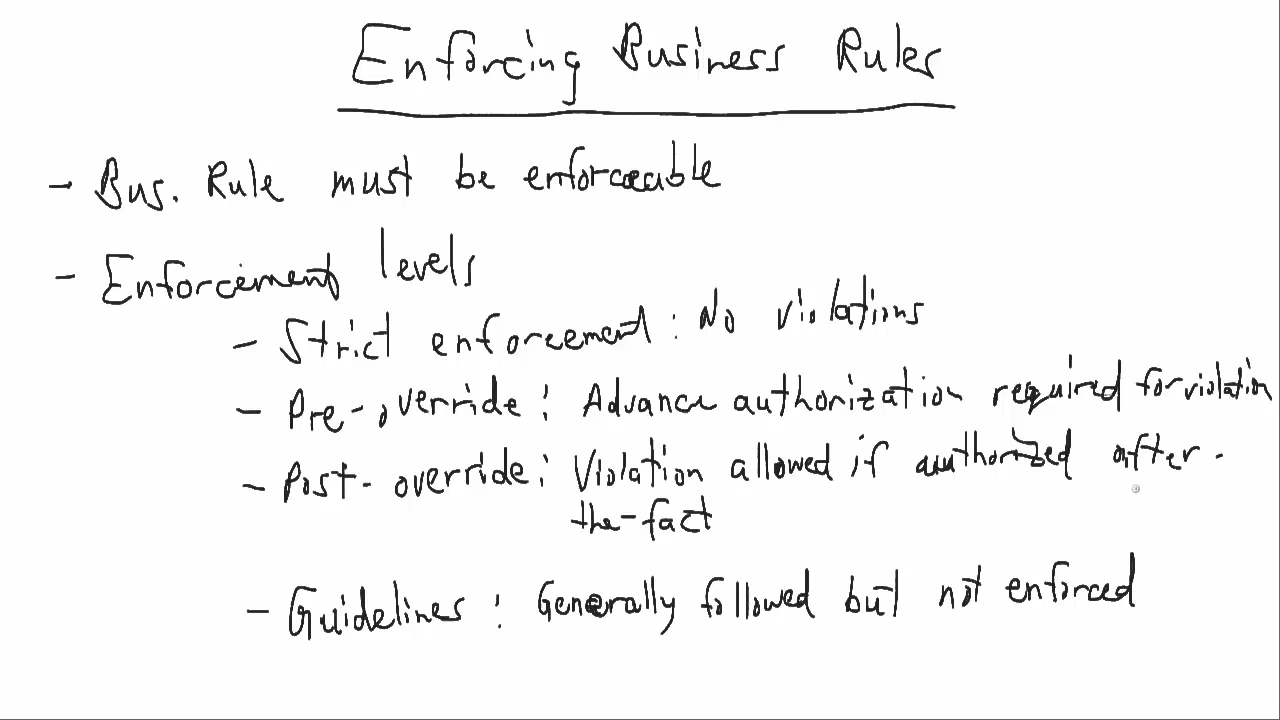 Enforcing Business Rules
- Bus. Rule must be enforceable
- Enforcement levels
- Strict enforcement : No violations
- Pre-override : Advance authorization required for violation
- Post-override : Violation allowed if authorized after-
the-fact
- Guidelines : Generally followed but not enforced